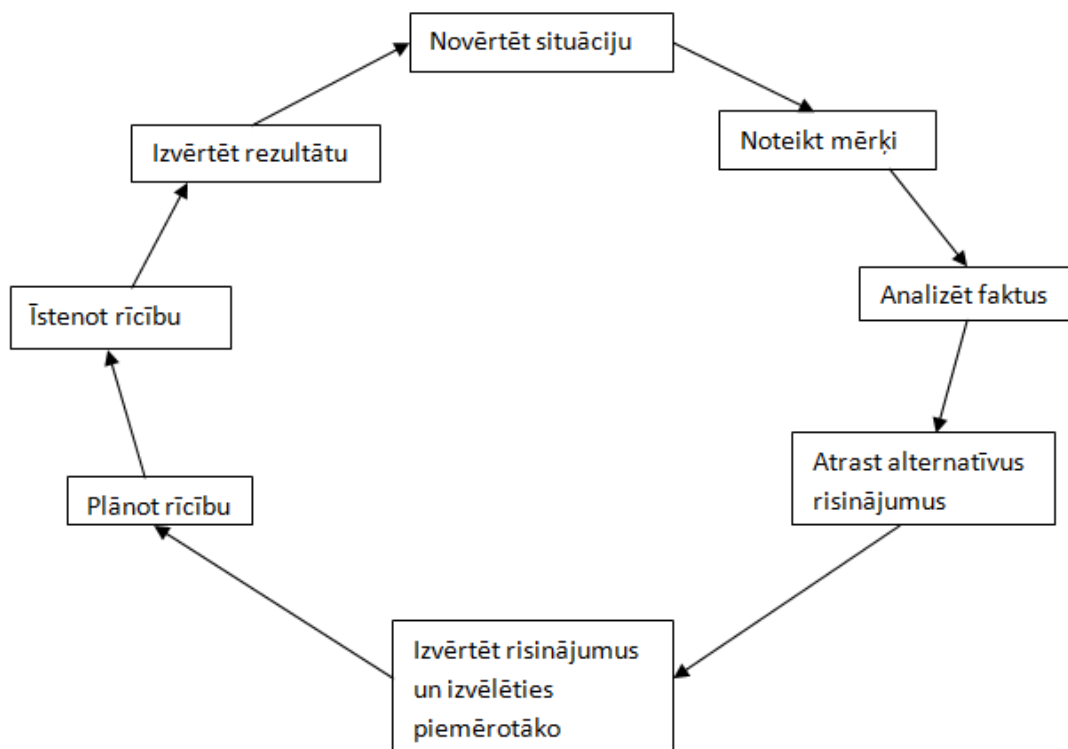 Novērtēt situāciju
Noteikt mērķi
Analizēt faktus
Atrast alternatīvus
risinājumus
Izvērtēt risinājumus
un izvēlēties
piemērotāko
Plānot rīcību
Īstenot rīcību
Izvērtēt rezultātu